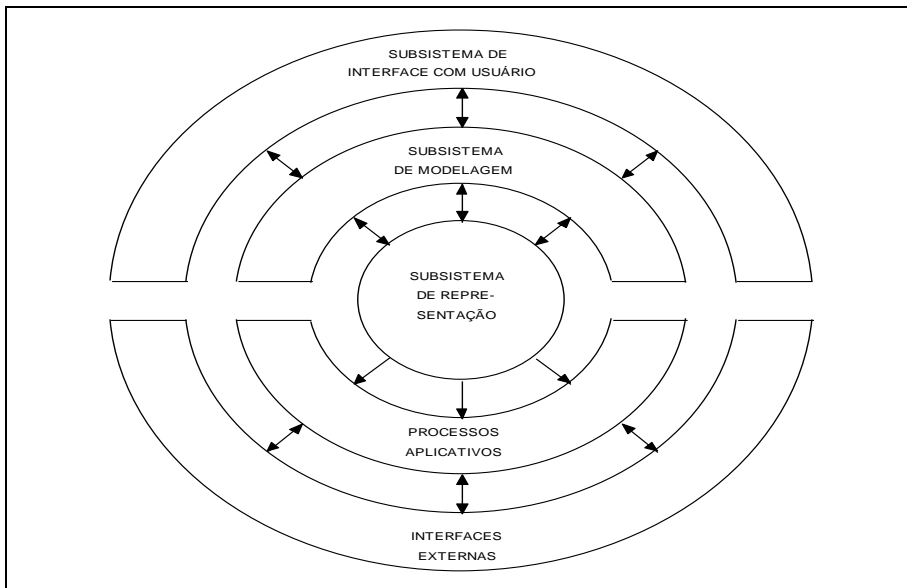 SUBSISTEMA DE
INTERFACE COM USUÁRIO
SUBSISTEMA
DE MODELAGEM
SUBSISTEMA
DE REPRE-
SENTAÇÃO
PROCESSOS
APLICATIVOS
INTERFACES
EXTERNAS